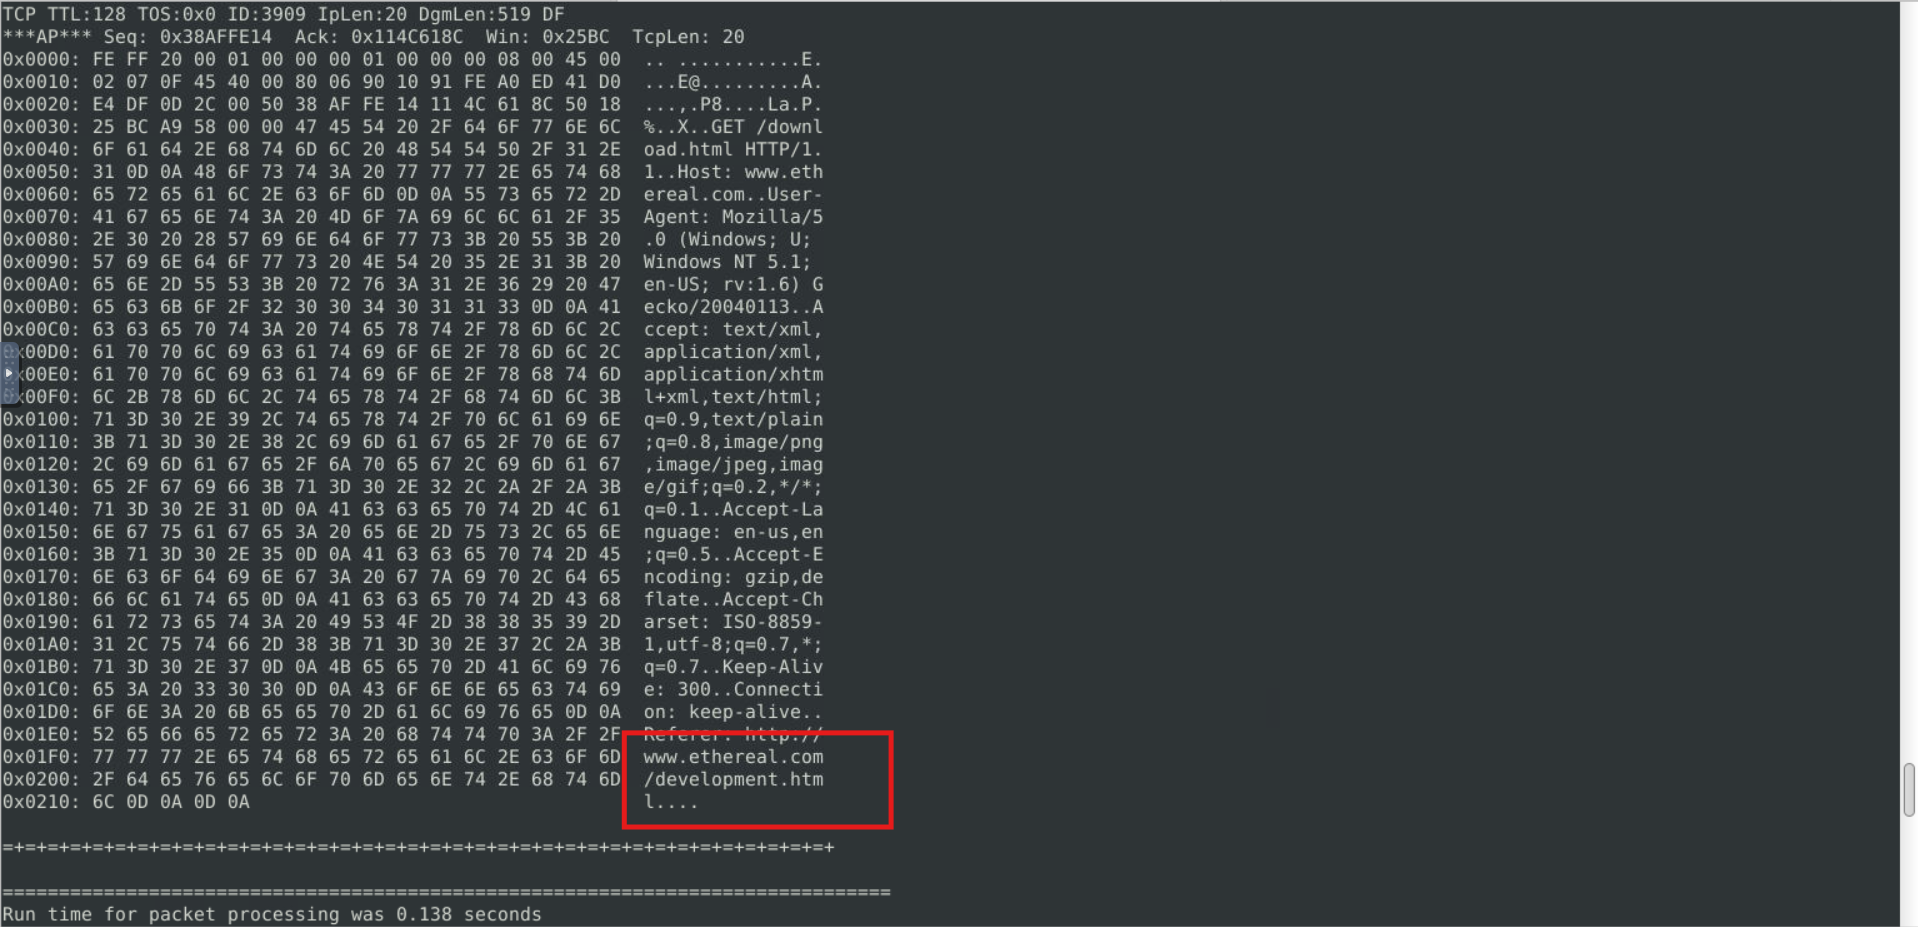 TCP TTL:128 TOS:0x0 ID:3909 IpLen:20 DgmLen:519 DF
***AP*** Seq: 0x38AFFE14  Ack: 0x114C618C  Win: 0x25BC  TcpLen: 20
0x0000: FE FF 20 00 01 00 00 00 01 00 00 00 08 00 45 00  .. ...........E.
0x0010: 02 07 0F 45 40 00 80 06 90 10 91 FE A0 ED 41 D0  ...E@.........A.
0x0020: E4 DF 0D 2C 00 50 38 AF FE 14 11 4C 61 8C 50 18  ...,.P8....La.P.
0x0030: 25 BC A9 58 00 00 47 45 54 20 2F 64 6F 77 6E 6C  %..X..GET /downl
0x0040: 6F 61 64 2E 68 74 6D 6C 20 48 54 54 50 2F 31 2E  oad.html HTTP/1.
0x0050: 31 0D 0A 48 6F 73 74 3A 20 77 77 77 2E 65 74 68  1..Host: www.eth
0x0060: 65 72 65 61 6C 2E 63 6F 6D 0D 0A 55 73 65 72 2D  ereal.com..User-
0x0070: 41 67 65 6E 74 3A 20 4D 6F 7A 69 6C 6C 61 2F 35  Agent: Mozilla/5
0x0080: 2E 30 20 28 57 69 6E 64 6F 77 73 3B 20 55 3B 20  .0 (Windows; U;
0x0090: 57 69 6E 64 6F 77 73 20 4E 54 20 35 2E 31 3B 20  Windows NT 5.1;
0x00A0: 65 6E 2D 55 53 3B 20 72 76 3A 31 2E 36 29 20 47  en-US; rv:1.6) G
0x00B0: 65 63 6B 6F 2F 32 30 30 34 30 31 31 33 0D 0A 41  ecko/20040113..A
0x00C0: 63 63 65 70 74 3A 20 74 65 78 74 2F 78 6D 6C 2C  ccept: text/xml,
0x00D0: 61 70 70 6C 69 63 61 74 69 6F 6E 2F 78 6D 6C 2C  application/xml,
0x00E0: 61 70 70 6C 69 63 61 74 69 6F 6E 2F 78 68 74 6D  application/xhtm
0x00F0: 6C 2B 78 6D 6C 2C 74 65 78 74 2F 68 74 6D 6C 3B  l+xml,text/html;
0x0100: 71 3D 30 2E 39 2C 74 65 78 74 2F 70 6C 61 69 6E  q=0.9,text/plain
0x0110: 3B 71 3D 30 2E 38 2C 69 6D 61 67 65 2F 70 6E 67  ;q=0.8,image/png
0x0120: 2C 69 6D 61 67 65 2F 6A 70 65 67 2C 69 6D 61 67  ,image/jpeg,imag
0x0130: 65 2F 67 69 66 3B 71 3D 30 2E 32 2C 2A 2F 2A 3B  e/gif;q=0.2,*/*;
0x0140: 71 3D 30 2E 31 0D 0A 41 63 63 65 70 74 2D 4C 61  q=0.1..Accept-La
0x0150: 6E 67 75 61 67 65 3A 20 65 6E 2D 75 73 2C 65 6E  nguage: en-us,en
0x0160: 3B 71 3D 30 2E 35 0D 0A 41 63 63 65 70 74 2D 45  ;q=0.5..Accept-E
0x0170: 6E 63 6F 64 69 6E 67 3A 20 67 7A 69 70 2C 64 65  ncoding: gzip,de
0x0180: 66 6C 61 74 65 0D 0A 41 63 63 65 70 74 2D 43 68  flate..Accept-Ch
0x0190: 61 72 73 65 74 3A 20 49 53 4F 2D 38 38 35 39 2D  arset: ISO-8859-
0x01A0: 31 2C 75 74 66 2D 38 3B 71 3D 30 2E 37 2C 2A 3B  1,utf-8;q=0.7,*;
0x01B0: 71 3D 30 2E 37 0D 0A 4B 65 65 70 2D 41 6C 69 76  q=0.7..Keep-Aliv
0x01C0: 65 3A 20 33 30 30 0D 0A 43 6F 6E 6E 65 63 74 69  e: 300..Connecti
0x01D0: 6F 6E 3A 20 6B 65 65 70 2D 61 6C 69 76 65 0D 0A  on: keep-alive..
0x01E0: 52 65 66 65 72 65 72 3A 20 68 74 74 70 3A 2F 2F  Referer: http://
0x01F0: 77 77 77 2E 65 74 68 65 72 65 61 6C 2E 63 6F 6D  www.ethereal.com
0x0200: 2F 64 65 76 65 6C 6F 70 6D 65 6E 74 2E 68 74 6D  /development.htm
0x0210: 6C 0D 0A 0D 0A  l....
=+=+=+=+=+=+=+=+=+=+=+=+=+=+=+=+=+=+=+=+=+=+=+=+=+=+=+=+=+=+=+=+=+=+=+=+=+
===============================================================================
Run time for packet processing was 0.138 seconds